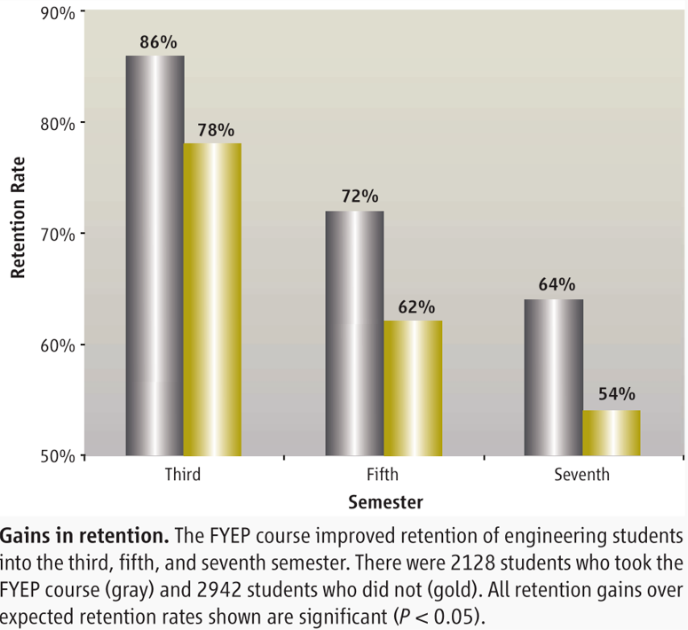 90%
86%
80%
78%
72%
70%
62%
64%
60%
54%
50%
Retention Rate
Third
Fifth
Seventh
Semester
Gains in retention. The FYEP course improved retention of engineering students
into the third, fifth, and seventh semester. There were 2128 students who took the
FYEP course (gray) and 2942 students who did not (gold). All retention gains over
expected retention rates shown are significant (P < 0.05).